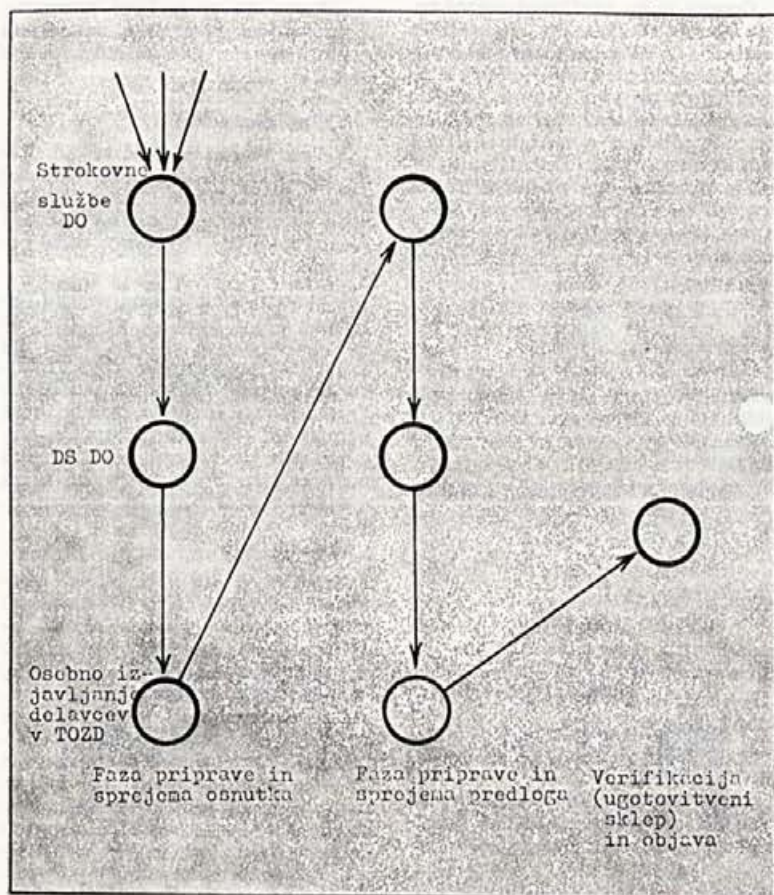 Strokovne
službe
DO
DS DO
Osebno iz-
javljanje
delavcev
v TOZD
Faza priprave in
sprejema osnutka
Faza priprave in
sprejema predloga
Verifikacija
(ugotovitveni
sklep)
in objava